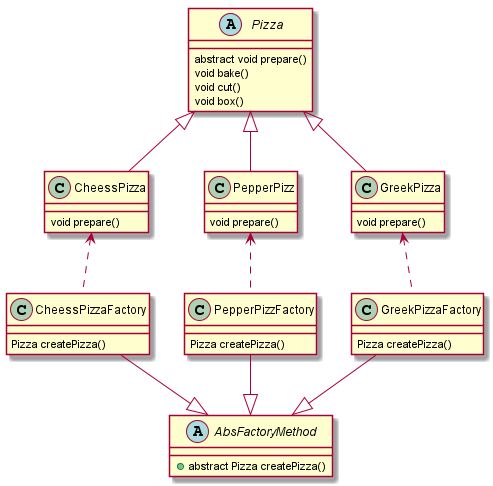 A Pizza
abstract void prepare()
void bake()
void cut()
void box()
C CheessPizza
void prepare()
C PepperPizz
void prepare()
C GreekPizza
void prepare()
C CheessPizzaFactory
Pizza createPizza()
C PepperPizzFactory
Pizza createPizza()
C GreekPizzaFactory
Pizza createPizza()
A AbsFactoryMethod
abstract Pizza createPizza()